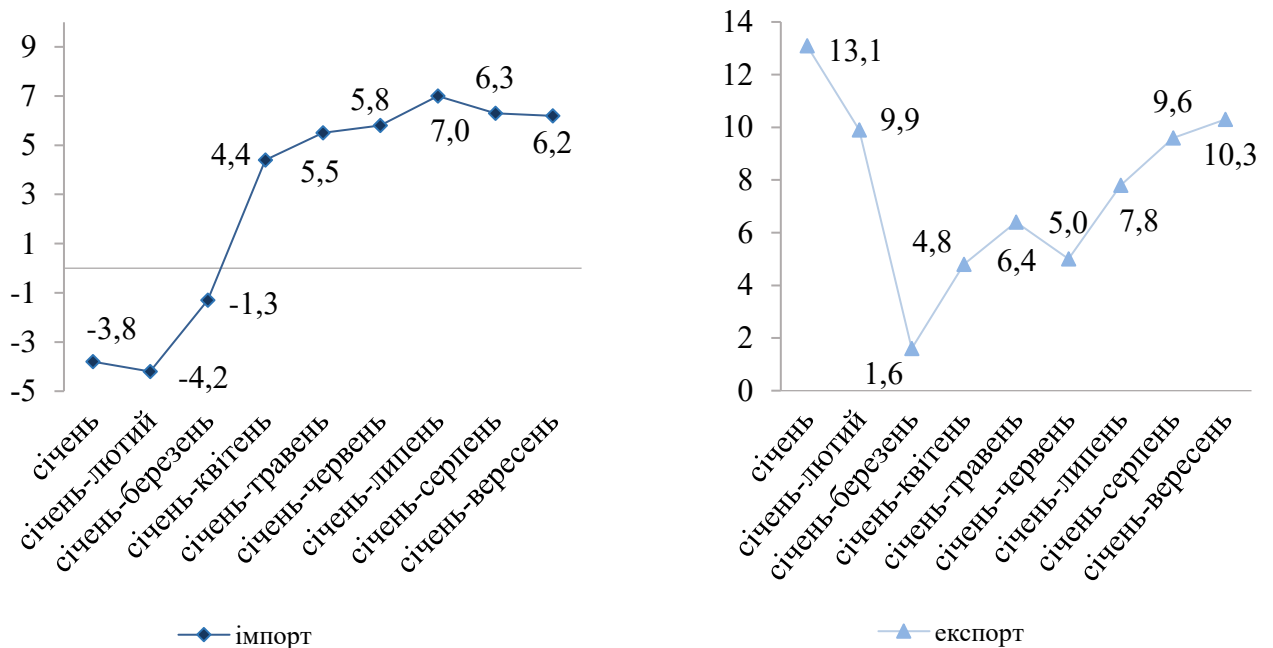 9
7
5
3
1
-1
-3
-5
-3,8
-4,2
-1,3
4,4
5,5
5,8
7,0
6,3
6,2
січень
січень-лютий
січень-березень
січень-квітень
січень-травень
січень-червень
січень-липень
січень-серпень
січень-вересень
імпорт
14
12
10
8
6
4
2
0
13,1
9,9
1,6
4,8
6,4
5,0
7,8
9,6
10,3
січень
січень-лютий
січень-березень
січень-квітень
січень-травень
січень-червень
січень-липень
січень-серпень
січень-вересень
експорт